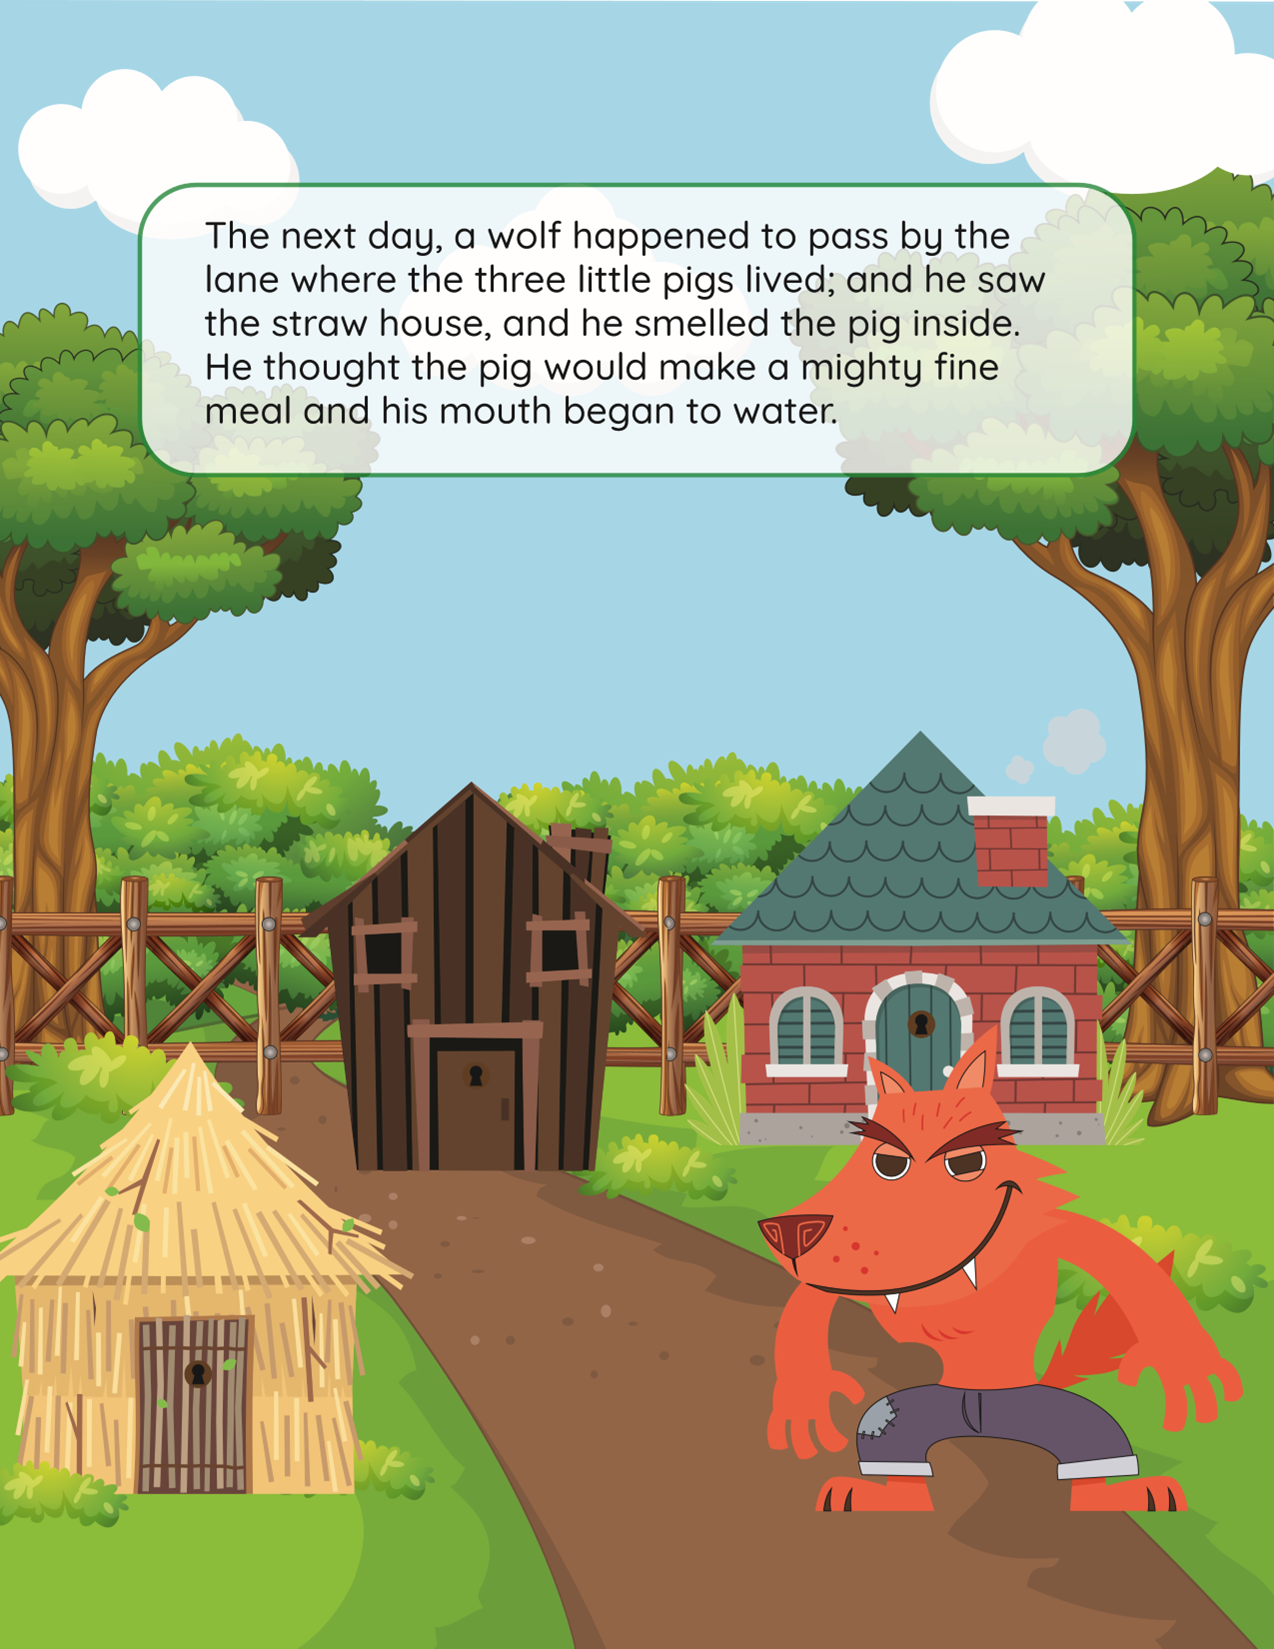 The next day, a wolf happened to pass by the
lane where the three little pigs lived; and he saw
the straw house, and he smelled the pig inside.
He thought the pig would make a mighty fine
meal and his mouth began to water.